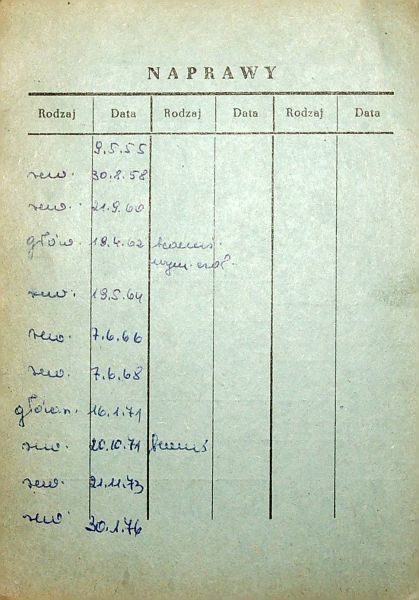 NAPRAWY
Rodzaj Data Rodzaj Data Rodzaj Data
9.5.55
rew. 30.8.58
rew. 21.9.60
głów. 19.4.62
rew. 19.5.64
rew. 7.6.66
rew. 7.6.68
główn. 16.1.71
rew. 20.10.71
rew. 21.11.73
rew 30.1.76